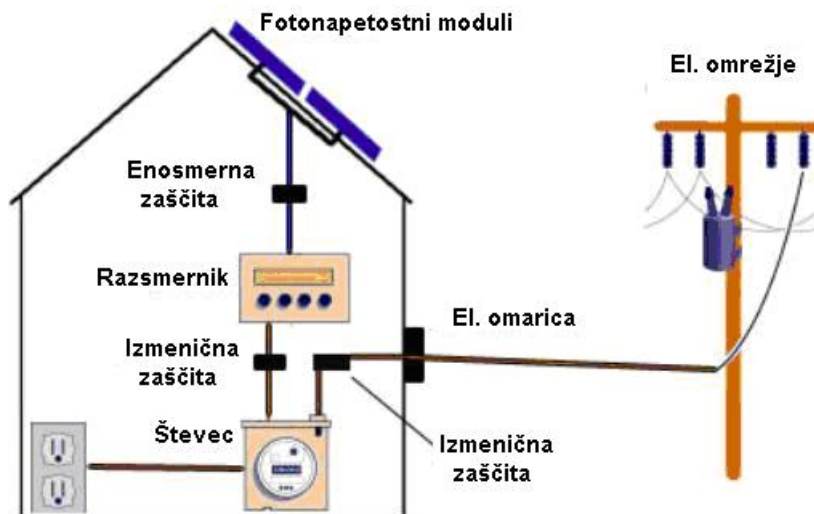 Fotonapetostni moduli
El. omrežje
Enosmerna
zaščita
Razsmernik
El. omarica
Izmenična
zaščita
Števec
Izmenična
zaščita